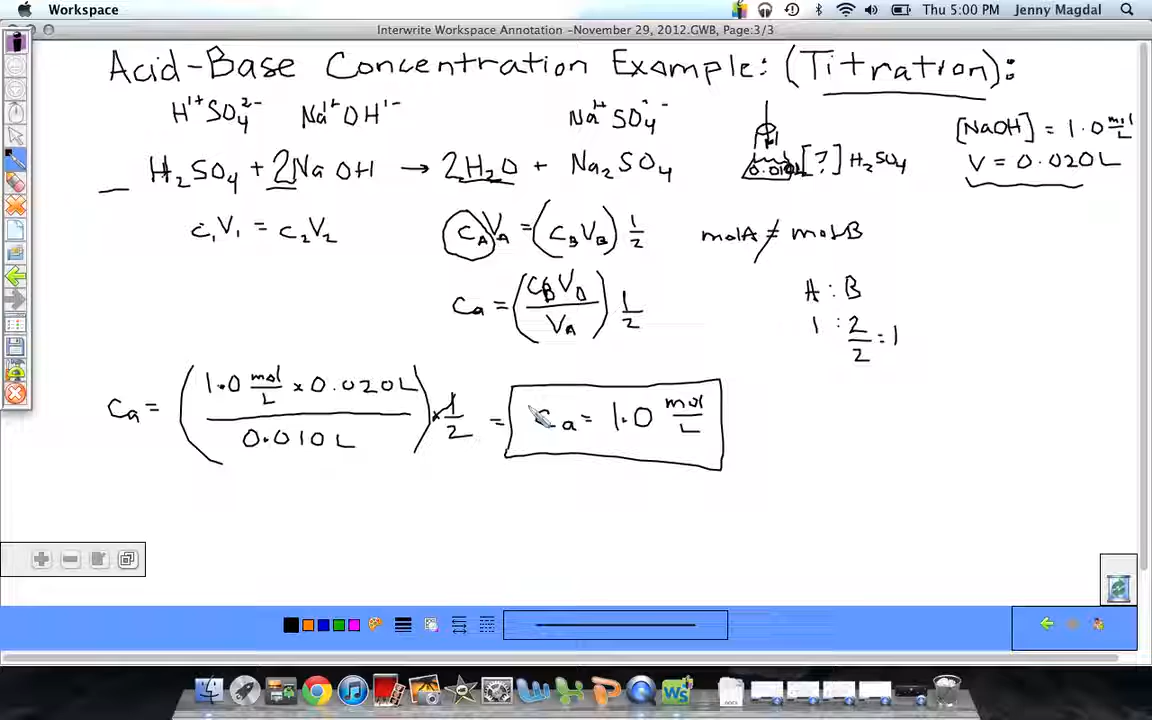 Workspace Thu 5:00 PM Jenny Magdal
Interwrite Workspace Annotation -November 29, 2012.GWB, Page:3/3
Acid-Base Concentration Example: (Titration):
H¹⁺SO₄²⁻ Na¹⁺OH¹⁻ Na¹⁺SO₄⁻ ⁻
[NaOH] = 1.0 mol/L
H₂SO₄ + 2NaOH → 2H₂O + Na₂SO₄ [?] H₂SO₄
V = 0.020L
c₁V₁ = c₂V₂ cAVA = (cBVB) 1/2 molA ≠ molB
A : B
ca = (cBVB / VA) 1/2
1 : 2/2 = 1
ca = (1.0 mol/L x 0.020L / 0.010L) x 1/2 = ca = 1.0 mol/L